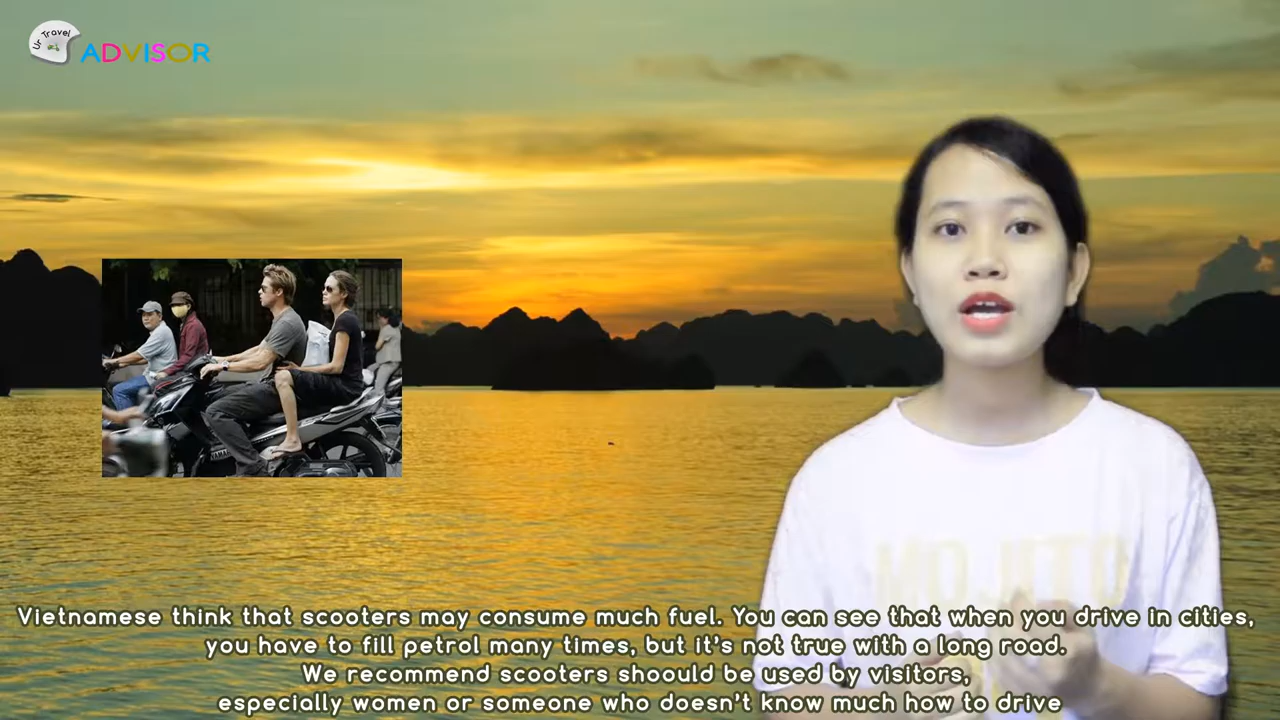 Ur Travel
ADVISOR
MOJITO
Vietnamese think that scooters may consume much fuel. You can see that when you drive in cities,
you have to fill petrol many times, but it's not true with a long road.
We recommend scooters shoould be used by visitors,
especially women or someone who doesn't know much how to drive